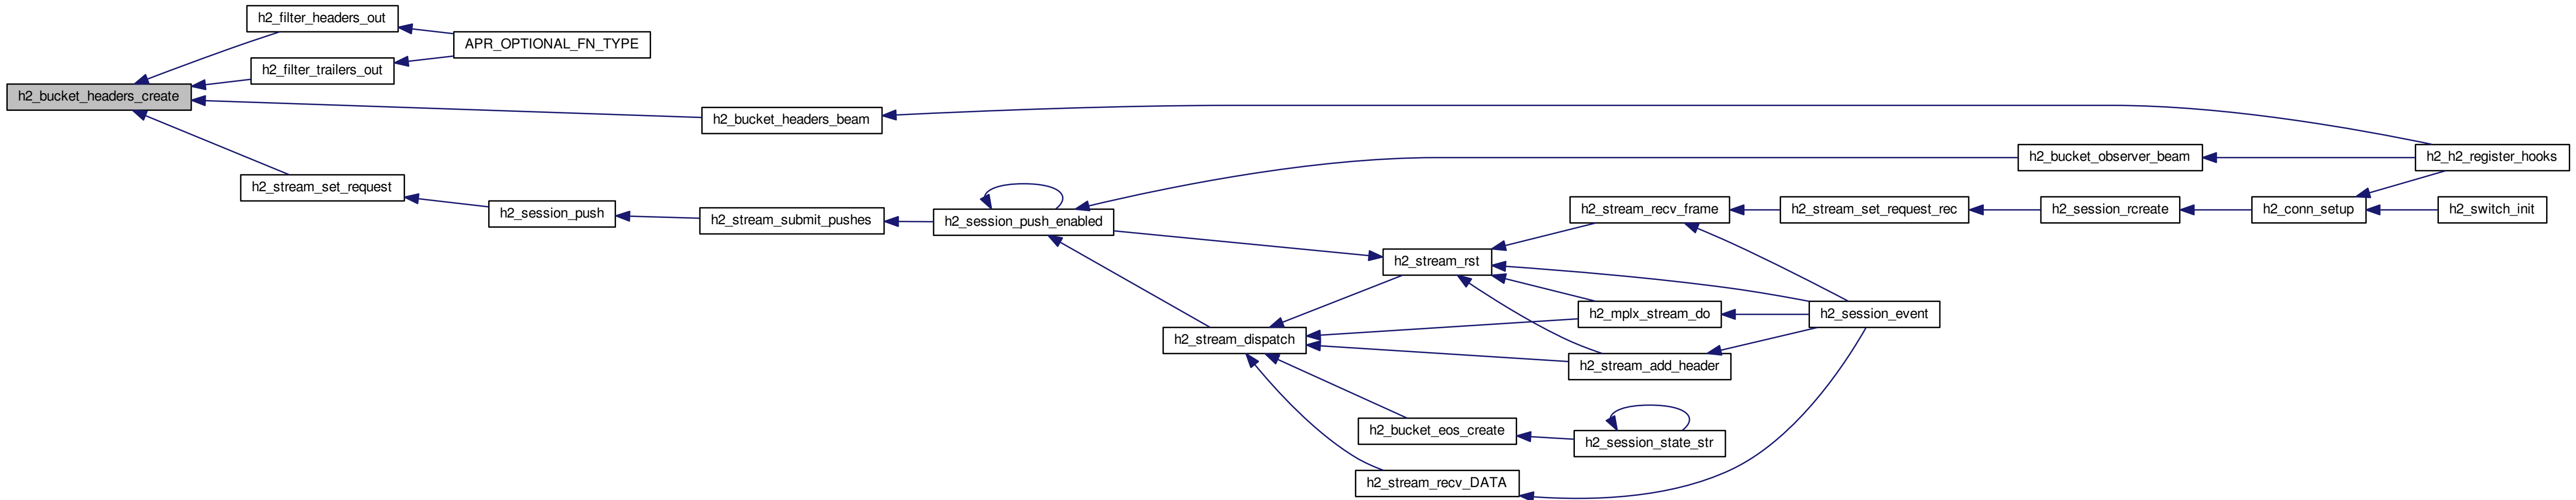 h2_filter_headers_out
APR_OPTIONAL_FN_TYPE
h2_filter_trailers_out
h2_bucket_headers_create
h2_bucket_headers_beam
h2_bucket_observer_beam
h2_h2_register_hooks
h2_stream_set_request
h2_session_push
h2_stream_submit_pushes
h2_session_push_enabled
h2_stream_recv_frame
h2_stream_set_request_rec
h2_session_rcreate
h2_conn_setup
h2_switch_init
h2_stream_rst
h2_mplx_stream_do
h2_session_event
h2_stream_dispatch
h2_stream_add_header
h2_bucket_eos_create
h2_session_state_str
h2_stream_recv_DATA